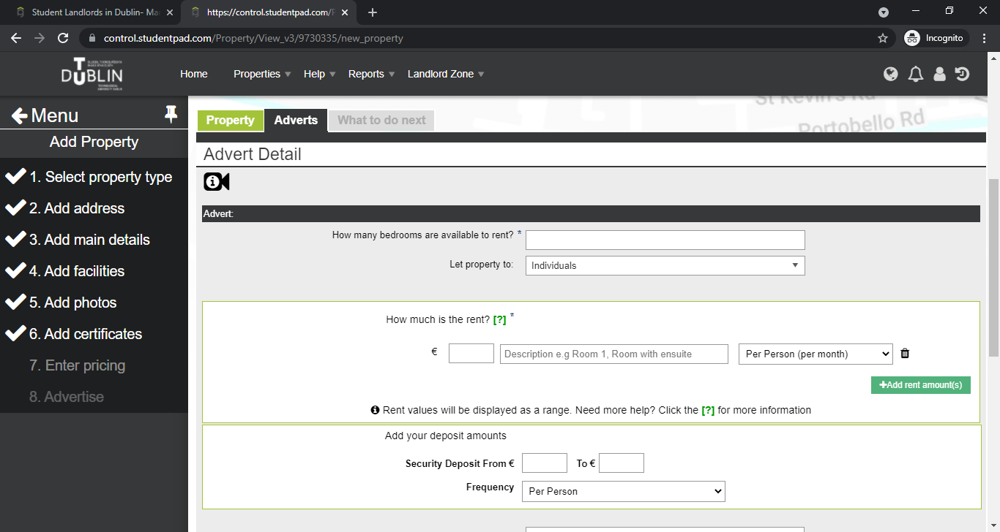 Student Landlords in Dublin- Ma
https://control.studentpad.com/P
control.studentpad.com/Property/View_v3/9730335/new_property
Incognito
T
DUBLIN
Home
Properties
Help
Reports
Landlord Zone
Menu
Add Property
1. Select property type
2. Add address
3. Add main details
4. Add facilities
5. Add photos
6. Add certificates
7. Enter pricing
8. Advertise
St Kevin's Rd
Portobello Rd
Property
Adverts
What to do next
Advert Detail
Advert:
How many bedrooms are available to rent? *
Let property to:
Individuals
How much is the rent? [?] *
€
Description e.g Room 1, Room with ensuite
Per Person (per month)
+Add rent amount(s)
Rent values will be displayed as a range. Need more help? Click the [?] for more information
Add your deposit amounts
Security Deposit From €
To €
Frequency
Per Person